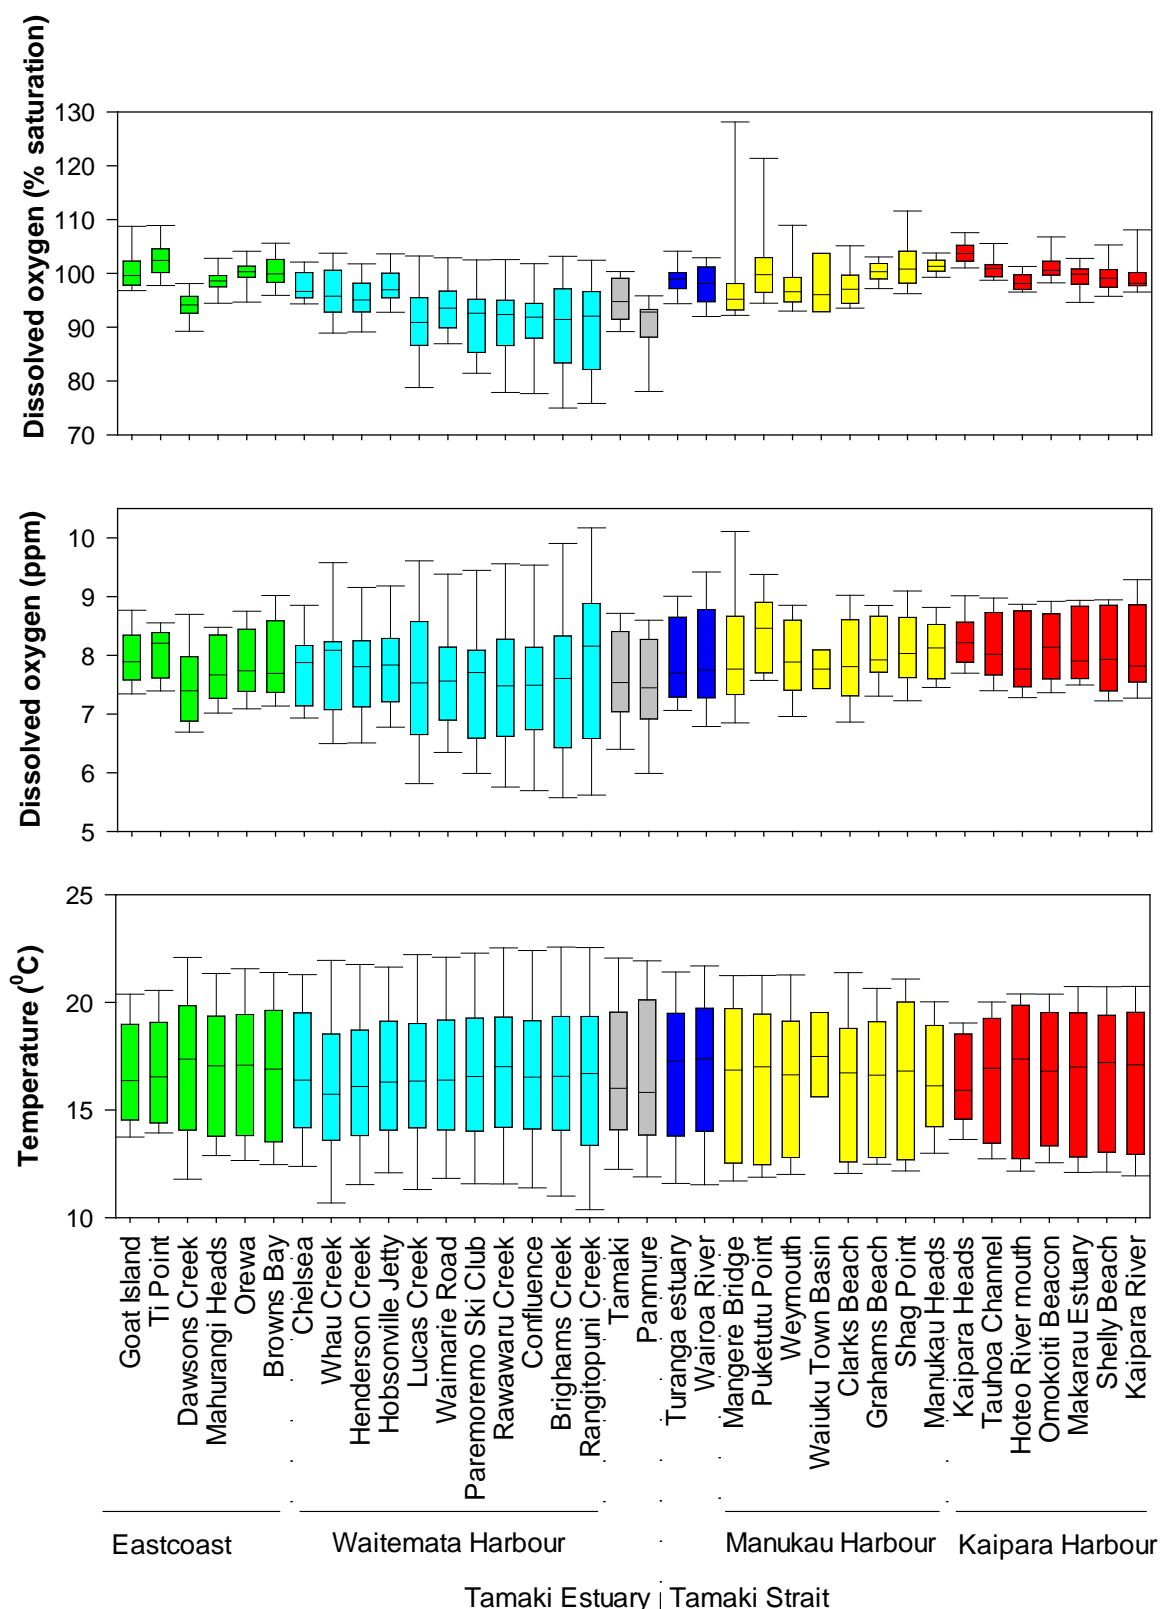 Dissolved oxygen (% saturation)
130
120
110
100
90
80
70
Dissolved oxygen (ppm)
10
9
8
7
6
5
Temperature (⁰C)
25
20
15
10
Goat Island
Ti Point
Dawsons Creek
Mahurangi Heads
Orewa
Browns Bay
Chelsea
Whau Creek
Henderson Creek
Hobsonville Jetty
Lucas Creek
Waimarie Road
Paremoremo Ski Club
Rawawaru Creek
Confluence
Brighams Creek
Rangitopuni Creek
Tamaki
Panmure
Turanga estuary
Wairoa River
Mangere Bridge
Puketutu Point
Weymouth
Waiuku Town Basin
Clarks Beach
Grahams Beach
Shag Point
Manukau Heads
Kaipara Heads
Tauhoa Channel
Hoteo River mouth
Omokoiti Beacon
Makarau Estuary
Shelly Beach
Kaipara River
Eastcoast
Waitemata Harbour
Manukau Harbour
Kaipara Harbour
Tamaki Estuary
Tamaki Strait